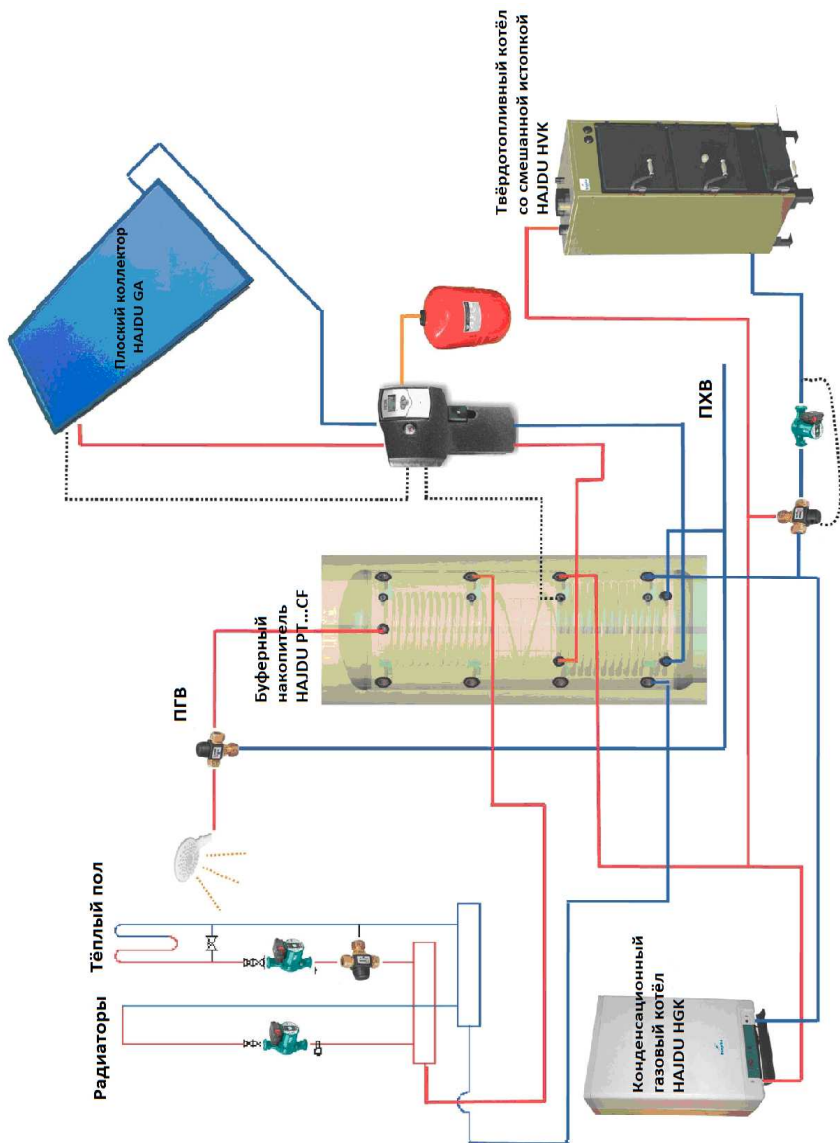 Плоский коллектор
HAJDU GA
Твёрдотопливный котёл
со смешанной истопкой
HAJDU HVK
ПХВ
Буферный
накопитель
HAJDU PT...CF
ПГВ
Тёплый пол
Радиаторы
Конденсационный
газовый котёл
HAJDU HGK